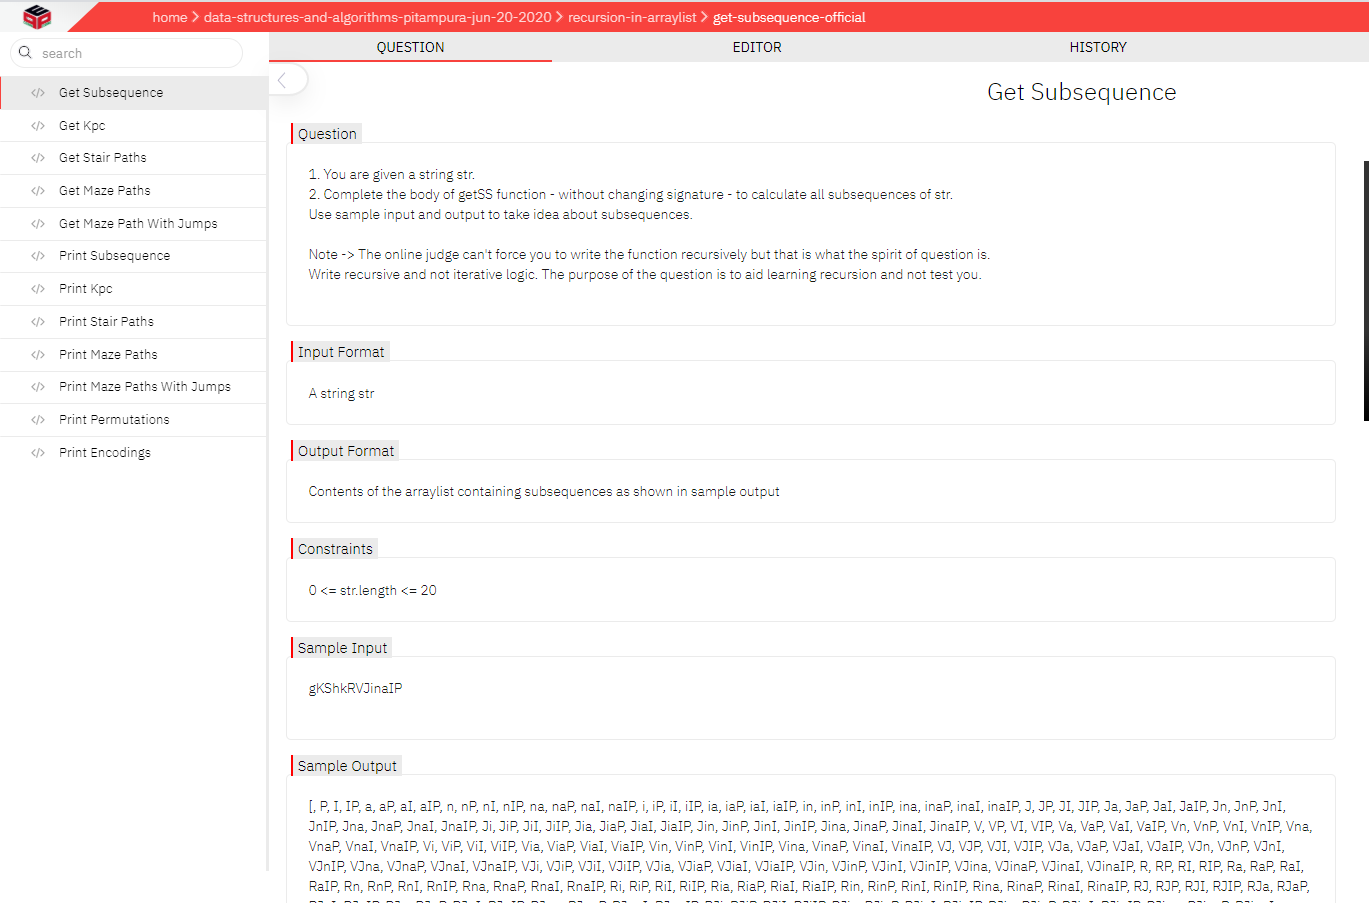 home > data-structures-and-algorithms-pitampura-jun-20-2020 > recursion-in-arraylist > get-subsequence-official
search
QUESTION EDITOR HISTORY
</> Get Subsequence
</> Get Kpc
</> Get Stair Paths
</> Get Maze Paths
</> Get Maze Path With Jumps
</> Print Subsequence
</> Print Kpc
</> Print Stair Paths
</> Print Maze Paths
</> Print Maze Paths With Jumps
</> Print Permutations
</> Print Encodings
Get Subsequence
Question
1. You are given a string str.
2. Complete the body of getSS function - without changing signature - to calculate all subsequences of str.
Use sample input and output to take idea about subsequences.
Note -> The online judge can't force you to write the function recursively but that is what the spirit of question is.
Write recursive and not iterative logic. The purpose of the question is to aid learning recursion and not test you.
Input Format
A string str
Output Format
Contents of the arraylist containing subsequences as shown in sample output
Constraints
0 <= str.length <= 20
Sample Input
gKShkRVJinaIP
Sample Output
[, P, I, IP, a, aP, aI, aIP, n, nP, nI, nIP, na, naP, naI, naIP, i, iP, iI, iIP, ia, iaP, iaI, iaIP, in, inP, inI, inIP, ina, inaP, inaI, inaIP, J, JP, JI, JIP, Ja, JaP, JaI, JaIP, Jn, JnP, JnI,
JnIP, Jna, JnaP, JnaI, JnaIP, Ji, JiP, JiI, JiIP, Jia, JiaP, JiaI, JiaIP, Jin, JinP, JinI, JinIP, Jina, JinaP, JinaI, JinaIP, V, VP, VI, VIP, Va, VaP, VaI, VaIP, Vn, VnP, VnI, VnIP, Vna,
VnaP, VnaI, VnaIP, Vi, ViP, ViI, ViIP, Via, ViaP, ViaI, ViaIP, Vin, VinP, VinI, VinIP, Vina, VinaP, VinaI, VinaIP, VJ, VJP, VJI, VJIP, VJa, VJaP, VJaI, VJaIP, VJn, VJnP, VJnI,
VJnIP, VJna, VJnaP, VJnaI, VJnaIP, VJi, VJiP, VJiI, VJiIP, VJia, VJiaP, VJiaI, VJiaIP, VJin, VJinP, VJinI, VJinIP, VJina, VJinaP, VJinaI, VJinaIP, R, RP, RI, RIP, Ra, RaP, RaI,
RaIP, Rn, RnP, RnI, RnIP, Rna, RnaP, RnaI, RnaIP, Ri, RiP, RiI, RiIP, Ria, RiaP, RiaI, RiaIP, Rin, RinP, RinI, RinIP, Rina, RinaP, RinaI, RinaIP, RJ, RJP, RJI, RJIP, RJa, RJaP,